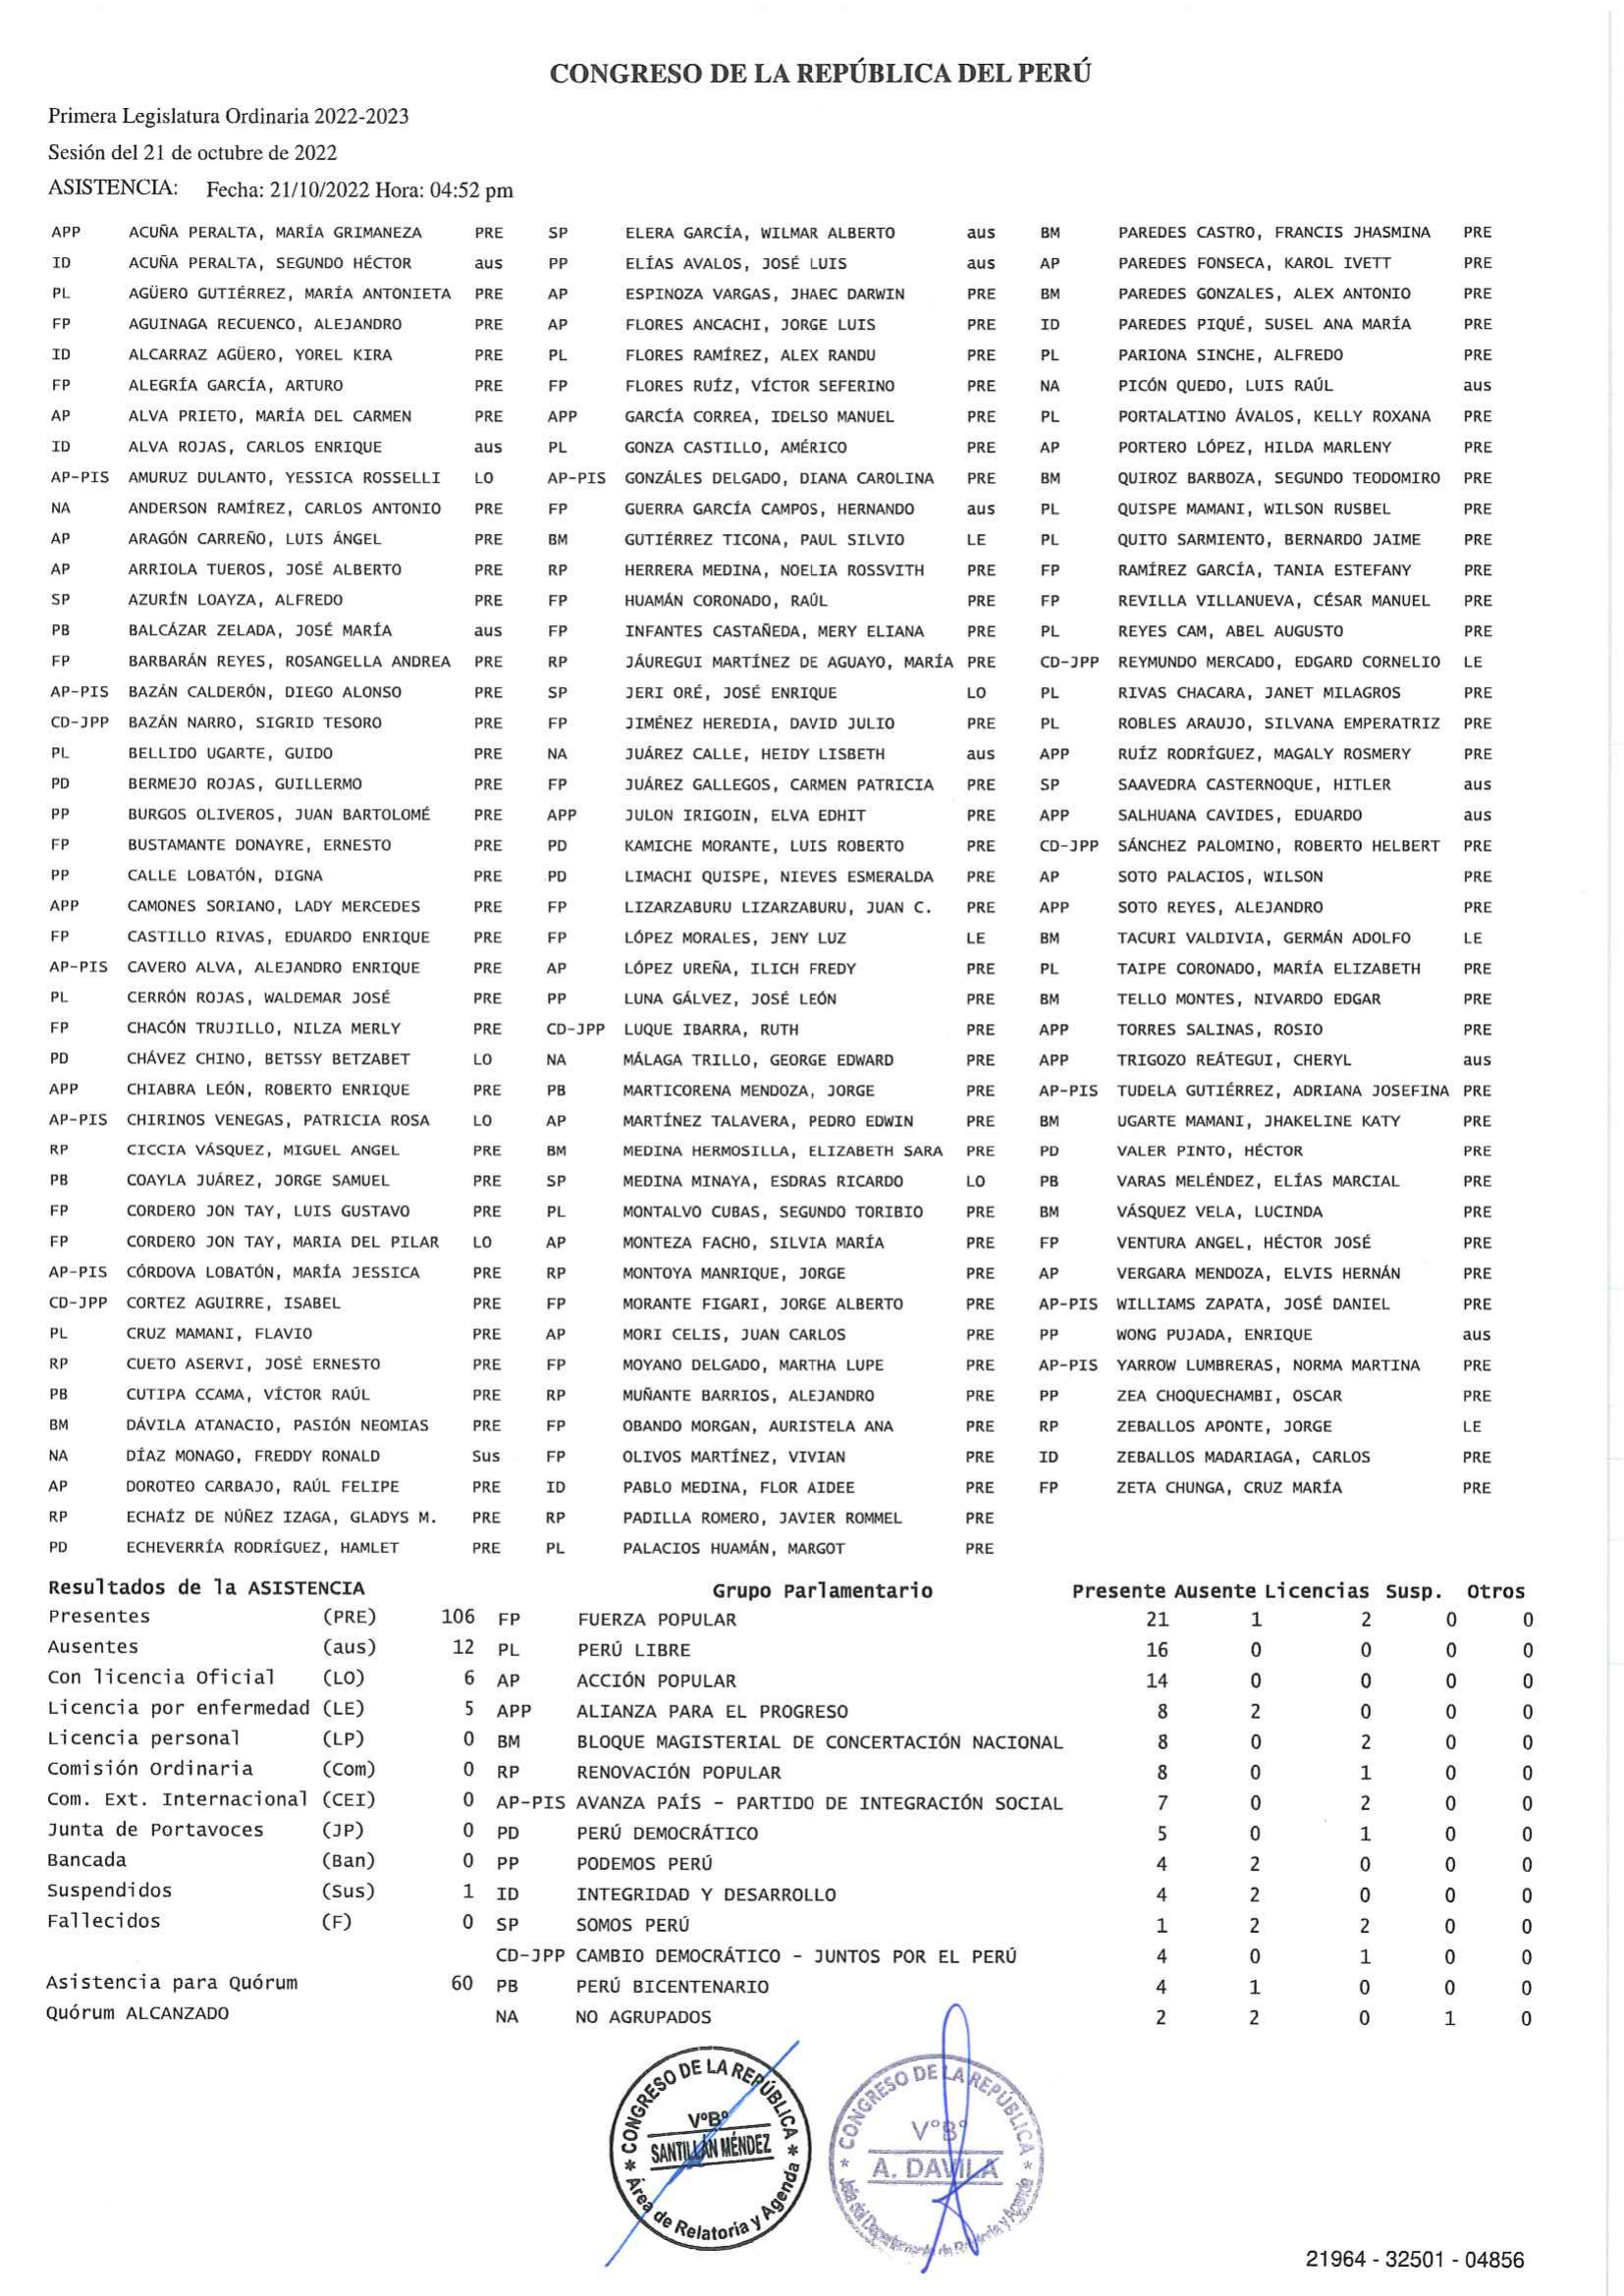 CONGRESO DE LA REPÚBLICA DEL PERÚ
Primera Legislatura Ordinaria 2022-2023
Sesión del 21 de octubre de 2022
ASISTENCIA: Fecha: 21/10/2022 Hora: 04:52 pm
APP ACUÑA PERALTA, MARÍA GRIMANEZA PRE SP ELERA GARCÍA, WILMAR ALBERTO aus BM PAREDES CASTRO, FRANCIS JHASMINA PRE
ID ACUÑA PERALTA, SEGUNDO HÉCTOR aus PP ELÍAS AVALOS, JOSÉ LUIS aus AP PAREDES FONSECA, KAROL IVETT PRE
PL AGÜERO GUTIÉRREZ, MARÍA ANTONIETA PRE AP ESPINOZA VARGAS, JHAEC DARWIN PRE BM PAREDES GONZALES, ALEX ANTONIO PRE
FP AGUINAGA RECUENCO, ALEJANDRO PRE AP FLORES ANCACHI, JORGE LUIS PRE ID PAREDES PIQUÉ, SUSEL ANA MARÍA PRE
ID ALCARRAZ AGÜERO, YOREL KIRA PRE PL FLORES RAMÍREZ, ALEX RANDU PRE PL PARIONA SINCHE, ALFREDO PRE
FP ALEGRÍA GARCÍA, ARTURO PRE FP FLORES RUÍZ, VÍCTOR SEFERINO PRE NA PICÓN QUEDO, LUIS RAÚL aus
AP ALVA PRIETO, MARÍA DEL CARMEN PRE APP GARCÍA CORREA, IDELSO MANUEL PRE PL PORTALATINO ÁVALOS, KELLY ROXANA PRE
ID ALVA ROJAS, CARLOS ENRIQUE aus PL GONZA CASTILLO, AMÉRICO PRE AP PORTERO LÓPEZ, HILDA MARLENY PRE
AP-PIS AMURUZ DULANTO, YESSICA ROSSELLI LO AP-PIS GONZÁLES DELGADO, DIANA CAROLINA PRE BM QUIROZ BARBOZA, SEGUNDO TEODOMIRO PRE
NA ANDERSON RAMÍREZ, CARLOS ANTONIO PRE FP GUERRA GARCÍA CAMPOS, HERNANDO aus PL QUISPE MAMANI, WILSON RUSBEL PRE
AP ARAGÓN CARREÑO, LUIS ÁNGEL PRE BM GUTIÉRREZ TICONA, PAUL SILVIO LE PL QUITO SARMIENTO, BERNARDO JAIME PRE
AP ARRIOLA TUEROS, JOSÉ ALBERTO PRE RP HERRERA MEDINA, NOELIA ROSSVITH PRE FP RAMÍREZ GARCÍA, TANIA ESTEFANY PRE
SP AZURÍN LOAYZA, ALFREDO PRE FP HUAMÁN CORONADO, RAÚL PRE FP REVILLA VILLANUEVA, CÉSAR MANUEL PRE
PB BALCÁZAR ZELADA, JOSÉ MARÍA aus FP INFANTES CASTAÑEDA, MERY ELIANA PRE PL REYES CAM, ABEL AUGUSTO PRE
FP BARBARÁN REYES, ROSANGELLA ANDREA PRE RP JÁUREGUI MARTÍNEZ DE AGUAYO, MARÍA PRE CD-JPP REYMUNDO MERCADO, EDGARD CORNELIO LE
AP-PIS BAZÁN CALDERÓN, DIEGO ALONSO PRE SP JERI ORÉ, JOSÉ ENRIQUE LO PL RIVAS CHACARA, JANET MILAGROS PRE
CD-JPP BAZÁN NARRO, SIGRID TESORO PRE FP JIMÉNEZ HEREDIA, DAVID JULIO PRE PL ROBLES ARAUJO, SILVANA EMPERATRIZ PRE
PL BELLIDO UGARTE, GUIDO PRE NA JUÁREZ CALLE, HEIDY LISBETH aus APP RUÍZ RODRÍGUEZ, MAGALY ROSMERY PRE
PD BERMEJO ROJAS, GUILLERMO PRE FP JUÁREZ GALLEGOS, CARMEN PATRICIA PRE SP SAAVEDRA CASTERNOQUE, HITLER aus
PP BURGOS OLIVEROS, JUAN BARTOLOMÉ PRE APP JULON IRIGOIN, ELVA EDHIT PRE APP SALHUANA CAVIDES, EDUARDO aus
FP BUSTAMANTE DONAYRE, ERNESTO PRE PD KAMICHE MORANTE, LUIS ROBERTO PRE CD-JPP SÁNCHEZ PALOMINO, ROBERTO HELBERT PRE
PP CALLE LOBATÓN, DIGNA PRE PD LIMACHI QUISPE, NIEVES ESMERALDA PRE AP SOTO PALACIOS, WILSON PRE
APP CAMONES SORIANO, LADY MERCEDES PRE FP LIZARZABURU LIZARZABURU, JUAN C. PRE APP SOTO REYES, ALEJANDRO PRE
FP CASTILLO RIVAS, EDUARDO ENRIQUE PRE FP LÓPEZ MORALES, JENY LUZ LE BM TACURI VALDIVIA, GERMÁN ADOLFO LE
AP-PIS CAVERO ALVA, ALEJANDRO ENRIQUE PRE AP LÓPEZ UREÑA, ILICH FREDY PRE PL TAIPE CORONADO, MARÍA ELIZABETH PRE
PL CERRÓN ROJAS, WALDEMAR JOSÉ PRE PP LUNA GÁLVEZ, JOSÉ LEÓN PRE BM TELLO MONTES, NIVARDO EDGAR PRE
FP CHACÓN TRUJILLO, NILZA MERLY PRE CD-JPP LUQUE IBARRA, RUTH PRE APP TORRES SALINAS, ROSIO PRE
PD CHÁVEZ CHINO, BETSSY BETZABET LO NA MÁLAGA TRILLO, GEORGE EDWARD PRE APP TRIGOZO REÁTEGUI, CHERYL aus
APP CHIABRA LEÓN, ROBERTO ENRIQUE PRE PB MARTICORENA MENDOZA, JORGE PRE AP-PIS TUDELA GUTIÉRREZ, ADRIANA JOSEFINA PRE
AP-PIS CHIRINOS VENEGAS, PATRICIA ROSA LO AP MARTÍNEZ TALAVERA, PEDRO EDWIN PRE BM UGARTE MAMANI, JHAKELINE KATY PRE
RP CICCIA VÁSQUEZ, MIGUEL ANGEL PRE BM MEDINA HERMOSILLA, ELIZABETH SARA PRE PD VALER PINTO, HÉCTOR PRE
PB COAYLA JUÁREZ, JORGE SAMUEL PRE SP MEDINA MINAYA, ESDRAS RICARDO LO PB VARAS MELÉNDEZ, ELÍAS MARCIAL PRE
FP CORDERO JON TAY, LUIS GUSTAVO PRE PL MONTALVO CUBAS, SEGUNDO TORIBIO PRE BM VÁSQUEZ VELA, LUCINDA PRE
FP CORDERO JON TAY, MARIA DEL PILAR LO AP MONTEZA FACHO, SILVIA MARÍA PRE FP VENTURA ANGEL, HÉCTOR JOSÉ PRE
AP-PIS CÓRDOVA LOBATÓN, MARÍA JESSICA PRE RP MONTOYA MANRIQUE, JORGE PRE AP VERGARA MENDOZA, ELVIS HERNÁN PRE
CD-JPP CORTEZ AGUIRRE, ISABEL PRE FP MORANTE FIGARI, JORGE ALBERTO PRE AP-PIS WILLIAMS ZAPATA, JOSÉ DANIEL PRE
PL CRUZ MAMANI, FLAVIO PRE AP MORI CELIS, JUAN CARLOS PRE PP WONG PUJADA, ENRIQUE aus
RP CUETO ASERVI, JOSÉ ERNESTO PRE FP MOYANO DELGADO, MARTHA LUPE PRE AP-PIS YARROW LUMBRERAS, NORMA MARTINA PRE
PB CUTIPA CCAMA, VÍCTOR RAÚL PRE RP MUÑANTE BARRIOS, ALEJANDRO PRE PP ZEA CHOQUECHAMBI, OSCAR PRE
BM DÁVILA ATANACIO, PASIÓN NEOMIAS PRE FP OBANDO MORGAN, AURISTELA ANA PRE RP ZEBALLOS APONTE, JORGE LE
NA DÍAZ MONAGO, FREDDY RONALD Sus FP OLIVOS MARTÍNEZ, VIVIAN PRE ID ZEBALLOS MADARIAGA, CARLOS PRE
AP DOROTEO CARBAJO, RAÚL FELIPE PRE ID PABLO MEDINA, FLOR AIDEE PRE FP ZETA CHUNGA, CRUZ MARÍA PRE
RP ECHAÍZ DE NÚÑEZ IZAGA, GLADYS M. PRE RP PADILLA ROMERO, JAVIER ROMMEL PRE
PD ECHEVERRÍA RODRÍGUEZ, HAMLET PRE PL PALACIOS HUAMÁN, MARGOT PRE
Resultados de la ASISTENCIA Grupo Parlamentario Presente Ausente Licencias Susp. Otros
Presentes (PRE) 106 FP FUERZA POPULAR 21 1 2 0 0
Ausentes (aus) 12 PL PERÚ LIBRE 16 0 0 0 0
Con licencia Oficial (LO) 6 AP ACCIÓN POPULAR 14 0 0 0 0
Licencia por enfermedad (LE) 5 APP ALIANZA PARA EL PROGRESO 8 2 0 0 0
Licencia personal (LP) 0 BM BLOQUE MAGISTERIAL DE CONCERTACIÓN NACIONAL 8 0 2 0 0
Comisión Ordinaria (Com) 0 RP RENOVACIÓN POPULAR 8 0 1 0 0
Com. Ext. Internacional (CEI) 0 AP-PIS AVANZA PAÍS - PARTIDO DE INTEGRACIÓN SOCIAL 7 0 2 0 0
Junta de Portavoces (JP) 0 PD PERÚ DEMOCRÁTICO 5 0 1 0 0
Bancada (Ban) 0 PP PODEMOS PERÚ 4 2 0 0 0
Suspendidos (Sus) 1 ID INTEGRIDAD Y DESARROLLO 4 2 0 0 0
Fallecidos (F) 0 SP SOMOS PERÚ 1 2 2 0 0
CD-JPP CAMBIO DEMOCRÁTICO - JUNTOS POR EL PERÚ 4 0 1 0 0
Asistencia para Quórum 60 PB PERÚ BICENTENARIO 4 1 0 0 0
Quórum ALCANZADO NA NO AGRUPADOS 2 2 0 1 0
* CONGRESO DE LA REPÚBLICA *
V°B°
SANTILLÁN MÉNDEZ
Área de Relatoría y Agenda
* CONGRESO DE LA REPÚBLICA *
V°B°
A. DAVILA
21964 - 32501 - 04856